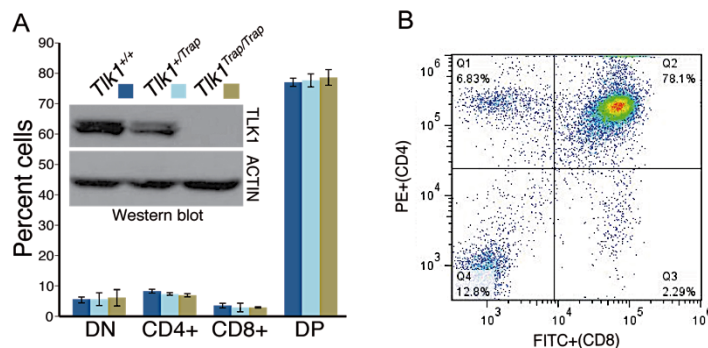 A
Percent cells
90
80
70
60
50
40
30
20
10
0
Tlk1+/+
Tlk1+/Trap
Tlk1Trap/Trap
TLK1
ACTIN
Western blot
DN CD4+ CD8+ DP
B
PE+(CD4)
10^6
10^5
10^4
10^3
Q1
6.83%
Q2
78.1%
Q4
12.8%
Q3
2.29%
10^3 10^4 10^5 10^6
FITC+(CD8)